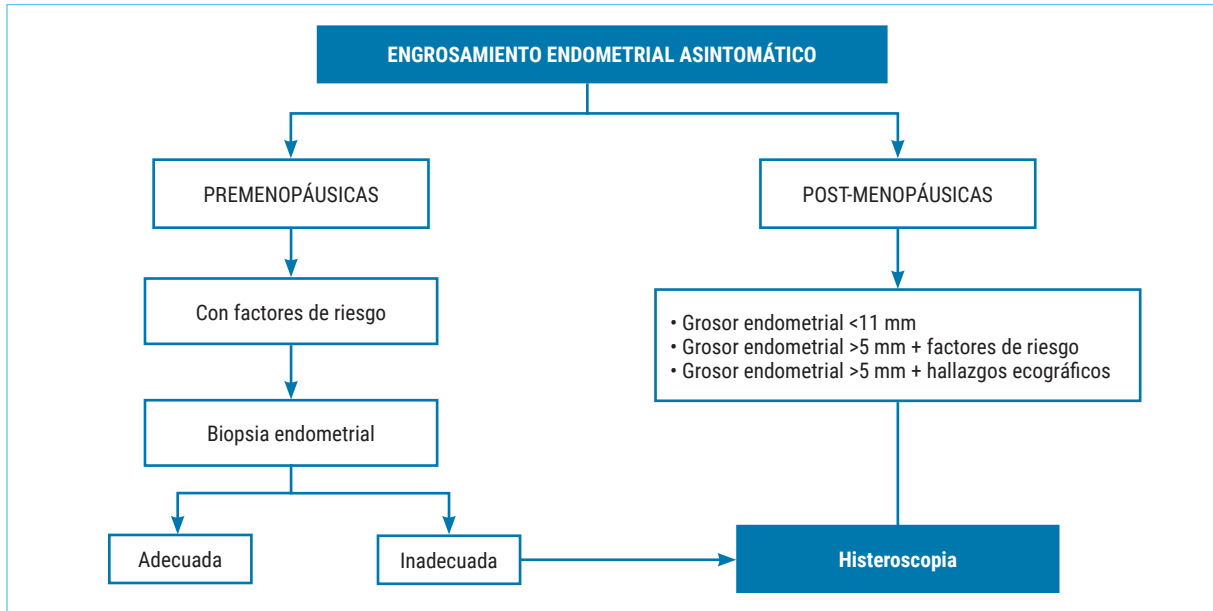 ENGROSAMIENTO ENDOMETRIAL ASINTOMÁTICO
PREMENOPÁUSICAS
POST-MENOPÁUSICAS
Con factores de riesgo
• Grosor endometrial <11 mm
• Grosor endometrial >5 mm + factores de riesgo
• Grosor endometrial >5 mm + hallazgos ecográficos
Biopsia endometrial
Adecuada
Inadecuada
Histeroscopia